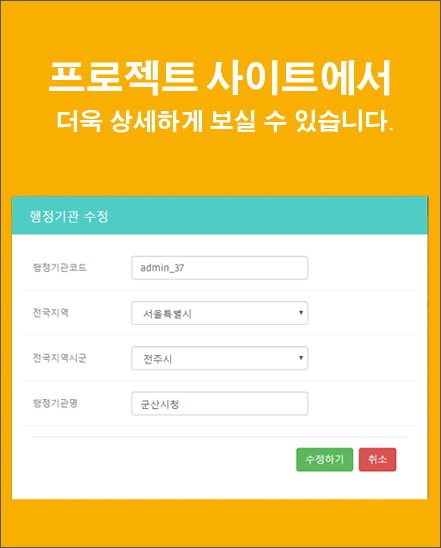 프로젝트 사이트에서
더욱 상세하게 보실 수 있습니다.
행정기관 수정
행정기관코드 admin_37
전국지역 서울특별시
전국지역시군 전주시
행정기관명 군산시청
수정하기 취소